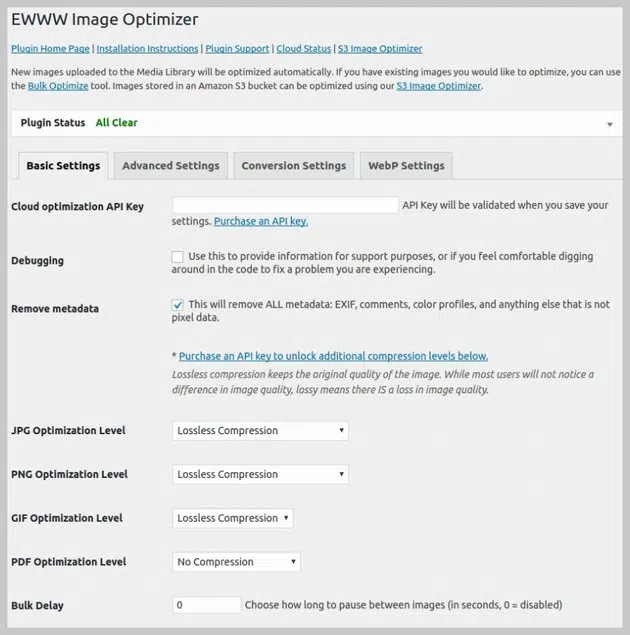 EWWW Image Optimizer
Plugin Home Page | Installation Instructions | Plugin Support | Cloud Status | S3 Image Optimizer
New images uploaded to the Media Library will be optimized automatically. If you have existing images you would like to optimize, you can use
the Bulk Optimize tool. Images stored in an Amazon S3 bucket can be optimized using our S3 Image Optimizer.
Plugin Status All Clear
Basic Settings Advanced Settings Conversion Settings WebP Settings
Cloud optimization API Key API Key will be validated when you save your
settings. Purchase an API key.
Debugging Use this to provide information for support purposes, or if you feel comfortable digging
around in the code to fix a problem you are experiencing.
Remove metadata This will remove ALL metadata: EXIF, comments, color profiles, and anything else that is not
pixel data.
* Purchase an API key to unlock additional compression levels below.
Lossless compression keeps the original quality of the image. While most users will not notice a
difference in image quality, lossy means there IS a loss in image quality.
JPG Optimization Level Lossless Compression
PNG Optimization Level Lossless Compression
GIF Optimization Level Lossless Compression
PDF Optimization Level No Compression
Bulk Delay 0 Choose how long to pause between images (in seconds, 0 = disabled)